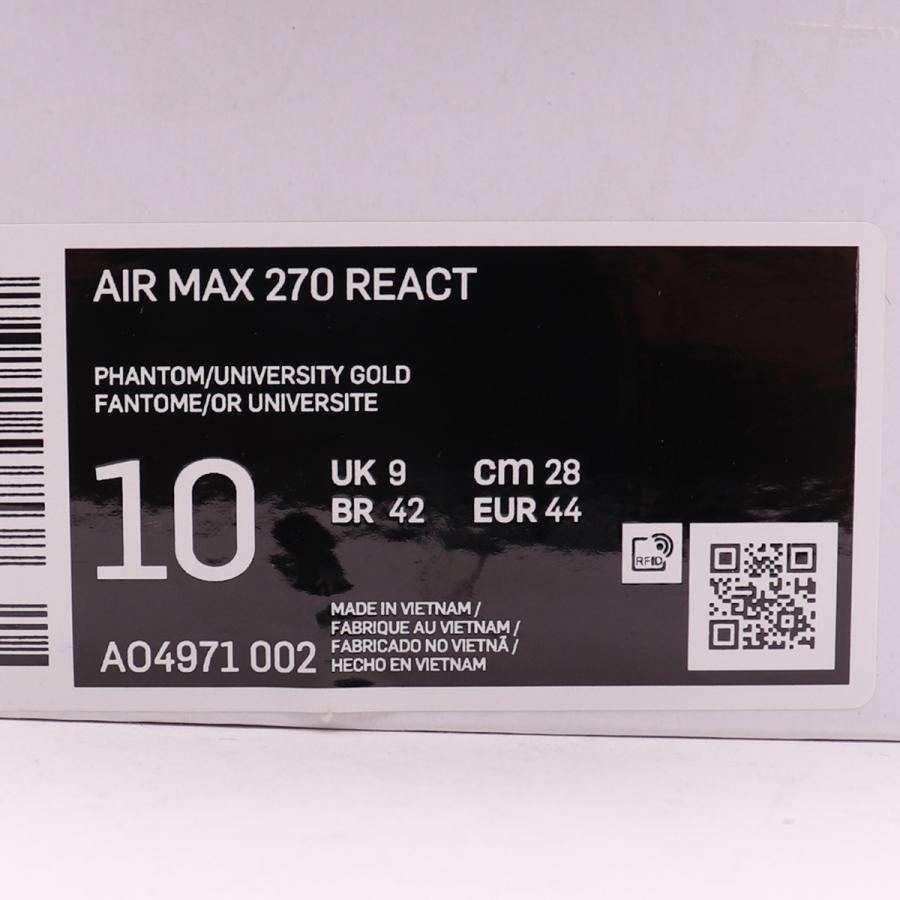 AIR MAX 270 REACT
PHANTOM/UNIVERSITY GOLD
FANTOME/OR UNIVERSITE
10
UK 9 cm 28
BR 42 EUR 44
RFID
MADE IN VIETNAM /
FABRIQUE AU VIETNAM /
FABRICADO NO VIETNÃ /
HECHO EN VIETNAM
AO4971 002